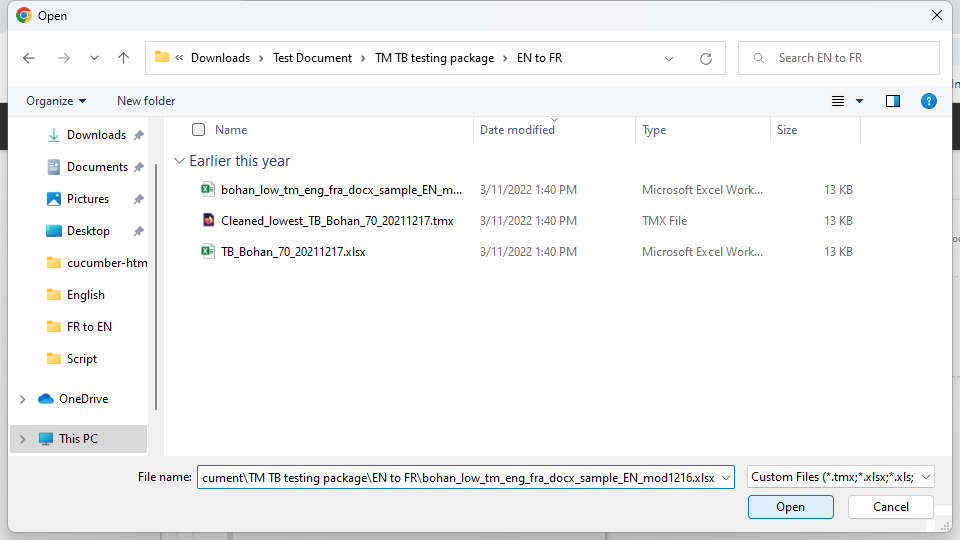 Open
Downloads Test Document TM TB testing package EN to FR
Search EN to FR
Organize New folder
Name Date modified Type Size
Downloads
Documents
Pictures
Desktop
cucumber-htm
English
FR to EN
Script
OneDrive
This PC
Earlier this year
bohan_low_tm_eng_fra_docx_sample_EN_m... 3/11/2022 1:40 PM Microsoft Excel Work... 13 KB
Cleaned_lowest_TB_Bohan_70_20211217.tmx 3/11/2022 1:40 PM TMX File 13 KB
TB_Bohan_70_20211217.xlsx 3/11/2022 1:40 PM Microsoft Excel Work... 13 KB
File name: cument\TM TB testing package\EN to FR\bohan_low_tm_eng_fra_docx_sample_EN_mod1216.xlsx
Custom Files (*.tmx;*.xlsx;*.xls;
Open Cancel